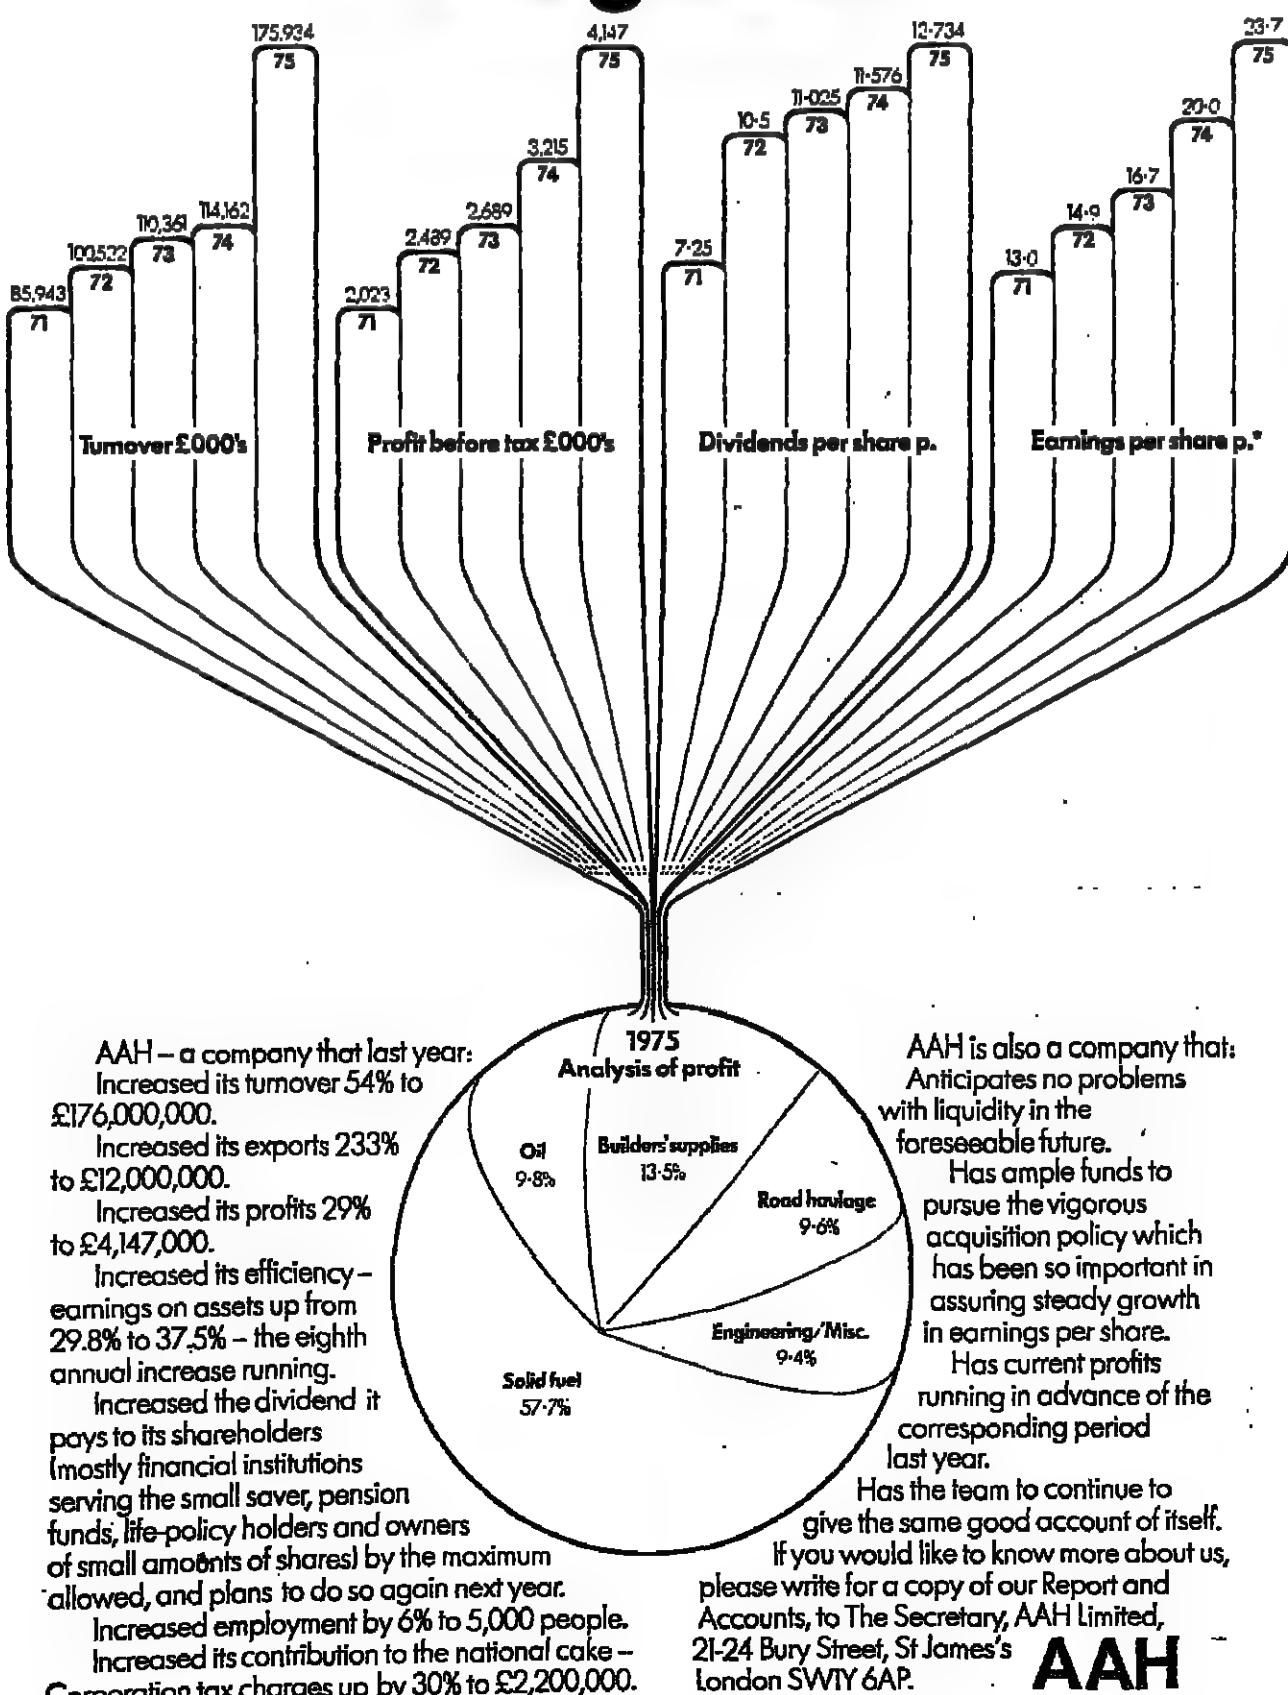 175,934
75
4,147
75
12·734
75
23·7
75
11·576
74
11·025
73
10·5
72
20·0
74
3,215
74
16·7
73
114,162
74
110,361
73
2,689
73
14·9
72
100,522
72
2,489
72
7·25
71
13·0
71
85,943
71
2,023
71
Turnover £000's
Profit before tax £000's
Dividends per share p.
Earnings per share p.*
1975
Analysis of profit
Oil
9·8%
Builders' supplies
13·5%
Road haulage
9·6%
Engineering/Misc.
9·4%
Solid fuel
57·7%
AAH – a company that last year:
Increased its turnover 54% to
£176,000,000.
Increased its exports 233%
to £12,000,000.
Increased its profits 29%
to £4,147,000.
Increased its efficiency –
earnings on assets up from
29.8% to 37.5% – the eighth
annual increase running.
Increased the dividend it
pays to its shareholders
(mostly financial institutions
serving the small saver, pension
funds, life-policy holders and owners
of small amounts of shares) by the maximum
allowed, and plans to do so again next year.
Increased employment by 6% to 5,000 people.
Increased its contribution to the national cake –
Corporation tax charges up by 30% to £2,200,000.
AAH is also a company that:
Anticipates no problems
with liquidity in the
foreseeable future.
Has ample funds to
pursue the vigorous
acquisition policy which
has been so important in
assuring steady growth
in earnings per share.
Has current profits
running in advance of the
corresponding period
last year.
Has the team to continue to
give the same good account of itself.
If you would like to know more about us,
please write for a copy of our Report and
Accounts, to The Secretary, AAH Limited,
21-24 Bury Street, St James's
London SW1Y 6AP.
AAH